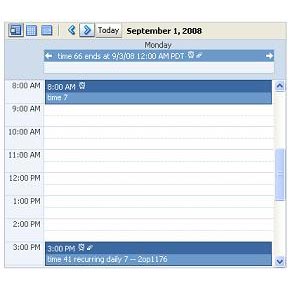 Today September 1, 2008
Monday
time 66 ends at 9/3/08 12:00 AM PDT
8:00 AM 8:00 AM
time 7
9:00 AM
10:00 AM
11:00 AM
12:00 PM
1:00 PM
2:00 PM
3:00 PM 3:00 PM
time 41 recurring daily 7 -- 2op1176